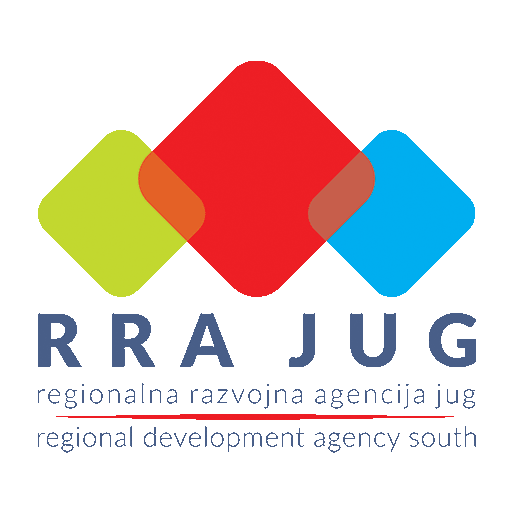 RRA JUG
regionalna razvojna agencija jug
regional development agency south